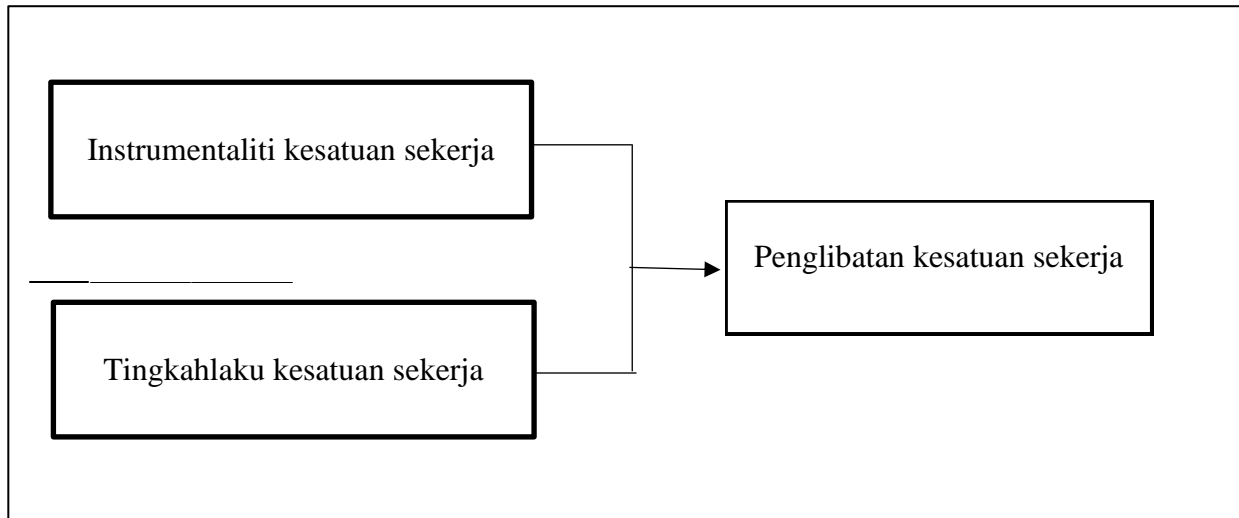 Instrumentaliti kesatuan sekerja
Penglibatan kesatuan sekerja
Tingkahlaku kesatuan sekerja